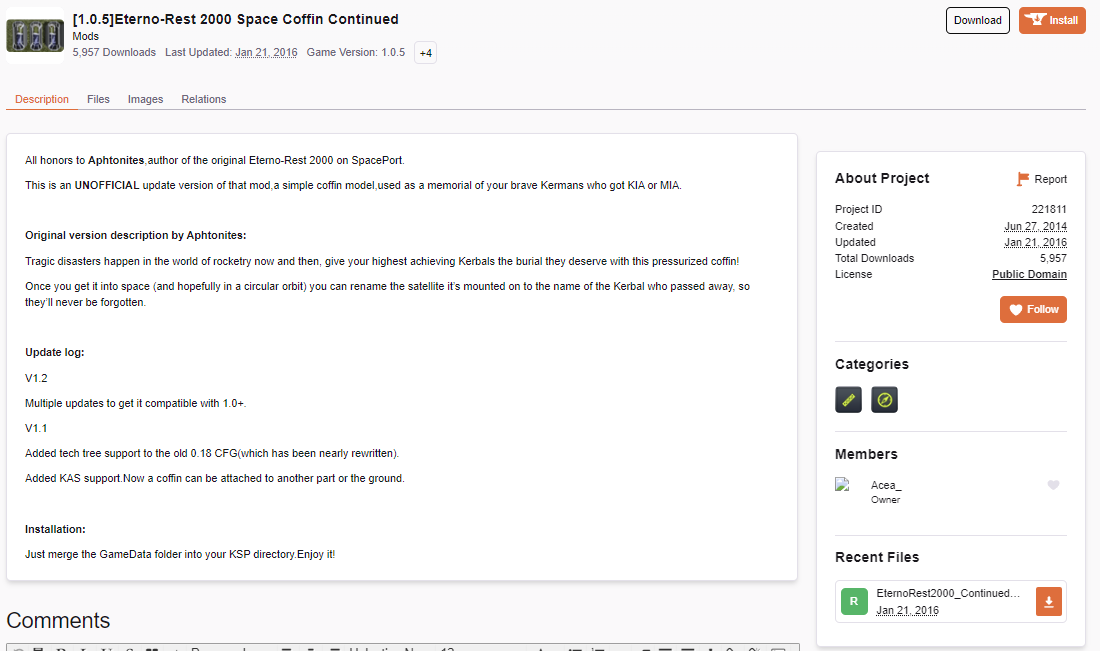 [1.0.5]Eterno-Rest 2000 Space Coffin Continued
Mods
5,957 Downloads Last Updated: Jan 21, 2016 Game Version: 1.0.5 +4
Download
Install
Description Files Images Relations
All honors to Aphtonites,author of the original Eterno-Rest 2000 on SpacePort.
This is an UNOFFICIAL update version of that mod,a simple coffin model,used as a memorial of your brave Kermans who got KIA or MIA.
Original version description by Aphtonites:
Tragic disasters happen in the world of rocketry now and then, give your highest achieving Kerbals the burial they deserve with this pressurized coffin!
Once you get it into space (and hopefully in a circular orbit) you can rename the satellite it's mounted on to the name of the Kerbal who passed away, so
they'll never be forgotten.
Update log:
V1.2
Multiple updates to get it compatible with 1.0+.
V1.1
Added tech tree support to the old 0.18 CFG(which has been nearly rewritten).
Added KAS support.Now a coffin can be attached to another part or the ground.
Installation:
Just merge the GameData folder into your KSP directory.Enjoy it!
Comments
About Project
Report
Project ID 221811
Created Jun 27, 2014
Updated Jan 21, 2016
Total Downloads 5,957
License Public Domain
Follow
Categories
Members
Acea_
Owner
Recent Files
R
EternoRest2000_Continued...
Jan 21, 2016